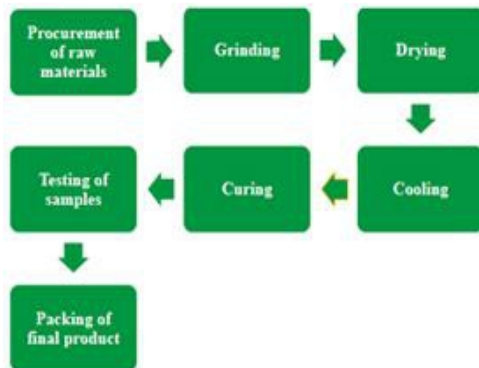 Procurement
of raw
materials
Grinding
Drying
Cooling
Curing
Testing of
samples
Packing of
final product